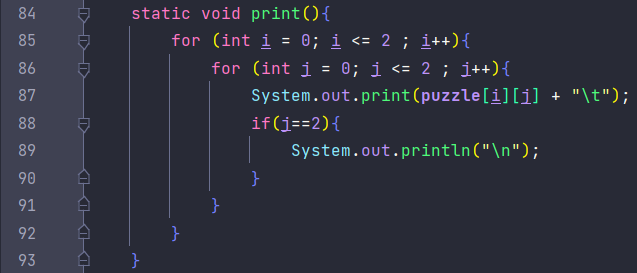 84 static void print(){
85 for (int i = 0; i <= 2 ; i++){
86 for (int j = 0; j <= 2 ; j++){
87 System.out.print(puzzle[i][j] + "\t");
88 if(j==2){
89 System.out.println("\n");
90 }
91 }
92 }
93 }